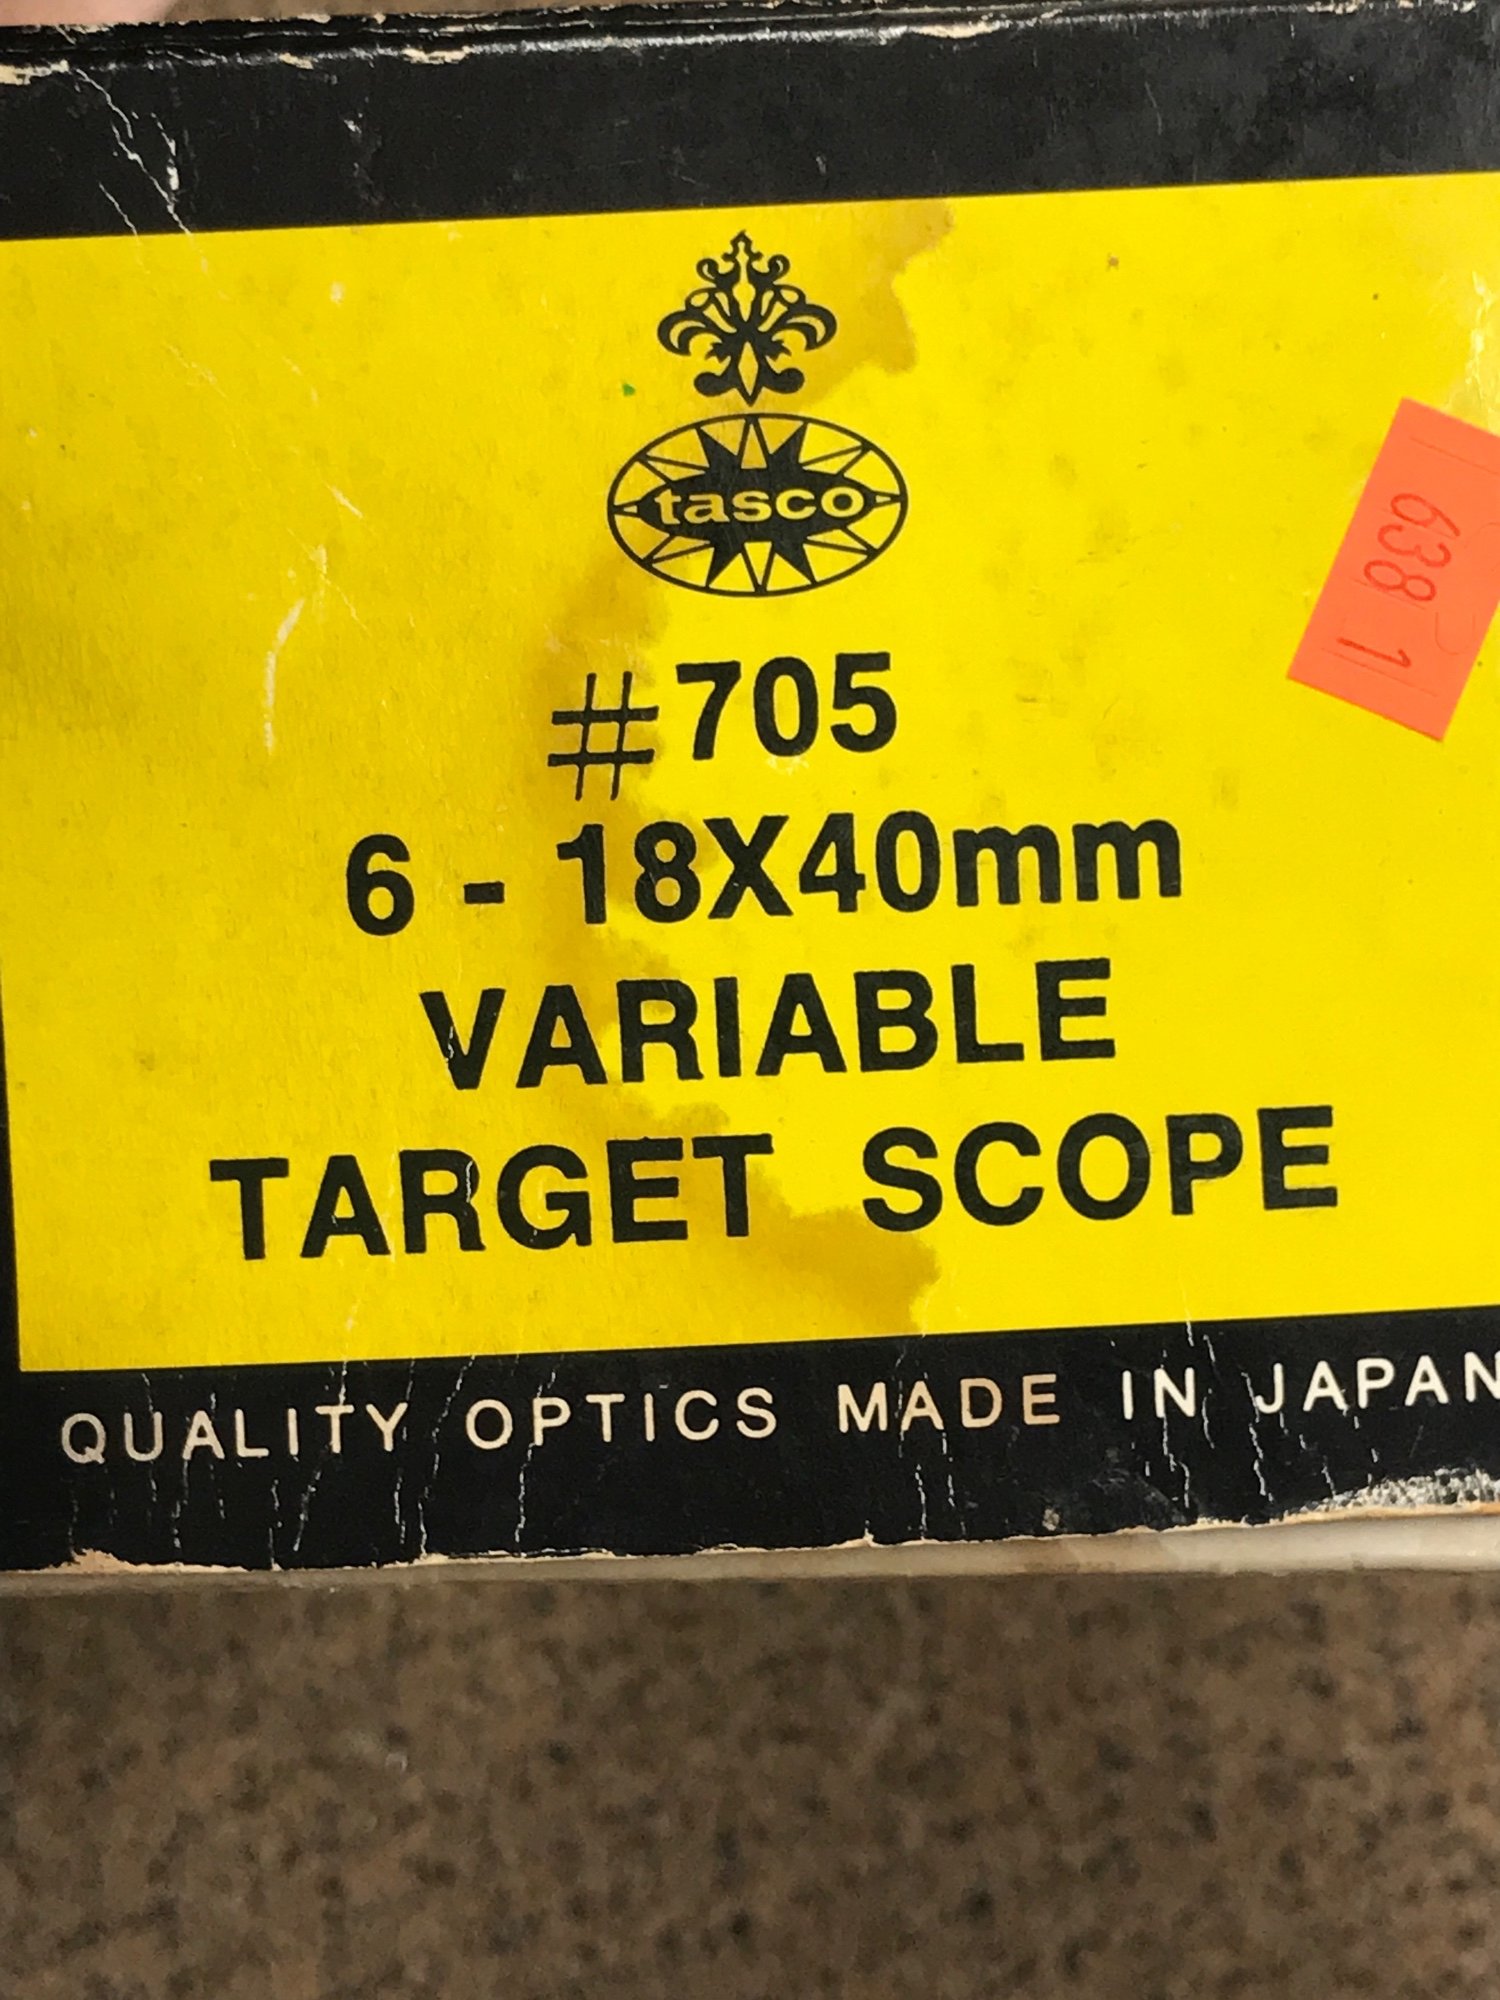 tasco
#705
6 - 18X40mm
VARIABLE
TARGET SCOPE
QUALITY OPTICS MADE IN JAPAN
638 1